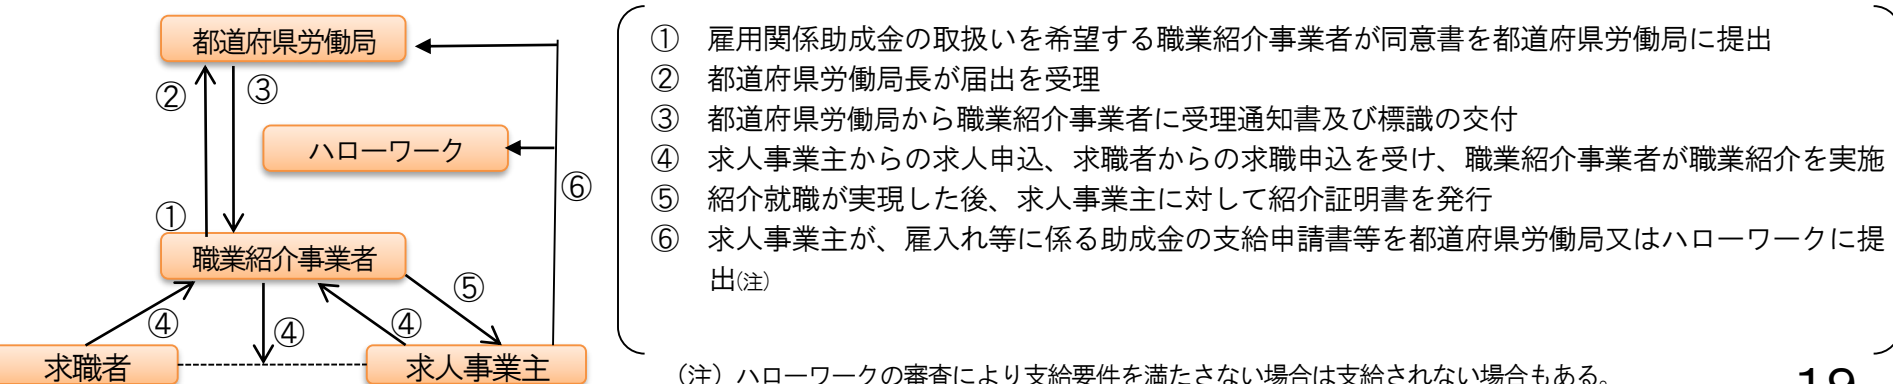 都道府県労働局
②
③
ハローワーク
⑥
①
職業紹介事業者
⑤
④
④
④
求職者
求人事業主
① 雇用関係助成金の取扱いを希望する職業紹介事業者が同意書を都道府県労働局に提出
② 都道府県労働局長が届出を受理
③ 都道府県労働局から職業紹介事業者に受理通知書及び標識の交付
④ 求人事業主からの求人申込、求職者からの求職申込を受け、職業紹介事業者が職業紹介を実施
⑤ 紹介就職が実現した後、求人事業主に対して紹介証明書を発行
⑥ 求人事業主が、雇入れ等に係る助成金の支給申請書等を都道府県労働局又はハローワークに提
出(注)
(注)ハローワークの審査により支給要件を満たさない場合は支給されない場合もある。